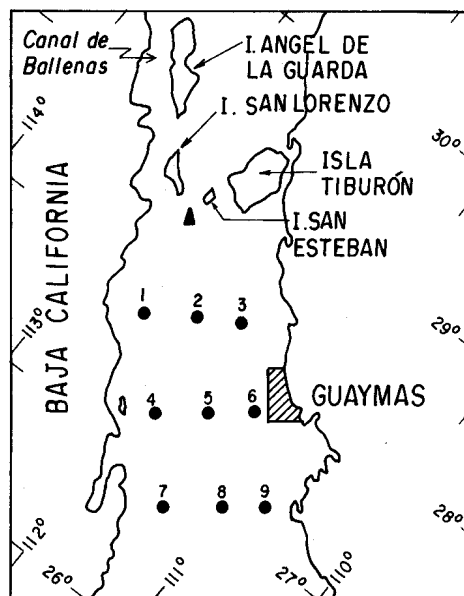 Canal de
Ballenas
I. ANGEL DE
LA GUARDA
I. SAN LORENZO
114°
30°
ISLA
TIBURÓN
I. SAN
ESTEBAN
BAJA CALIFORNIA
1
2
3
113°
29°
GUAYMAS
4
5
6
7
8
9
112°
28°
26°
111°
27°
110°